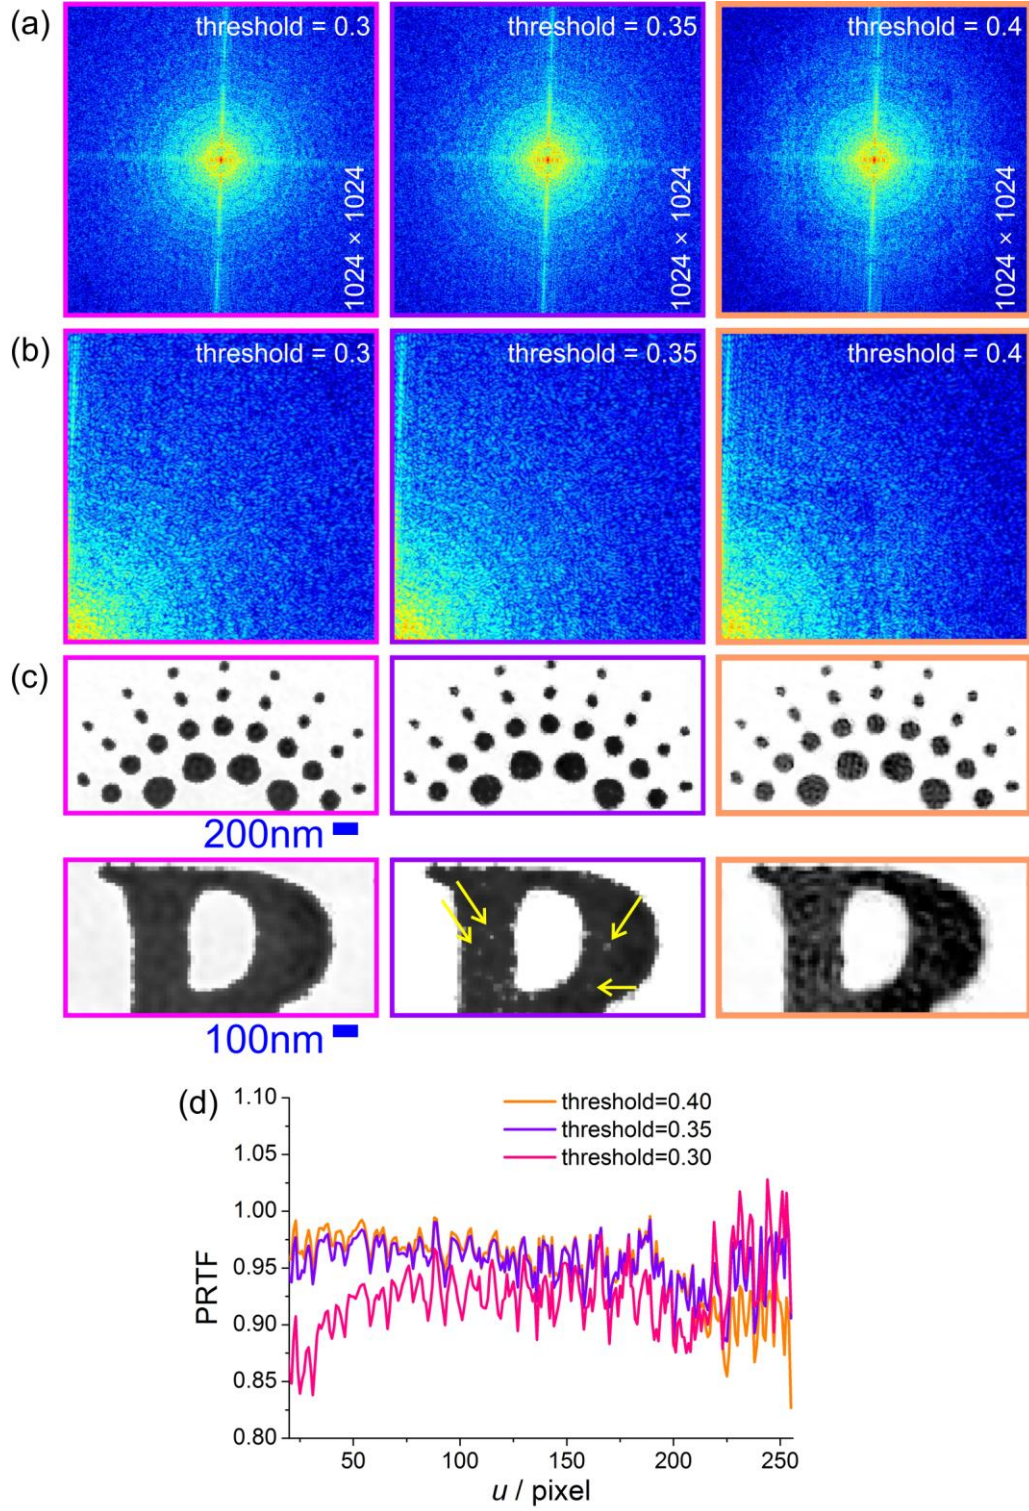 (a)
threshold = 0.3
threshold = 0.35
threshold = 0.4
1024 × 1024
1024 × 1024
1024 × 1024
(b)
threshold = 0.3
threshold = 0.35
threshold = 0.4
(c)
200nm
100nm
(d)
threshold=0.40
threshold=0.35
threshold=0.30
1.10
1.05
1.00
0.95
0.90
0.85
0.80
PRTF
50 100 150 200 250
u / pixel